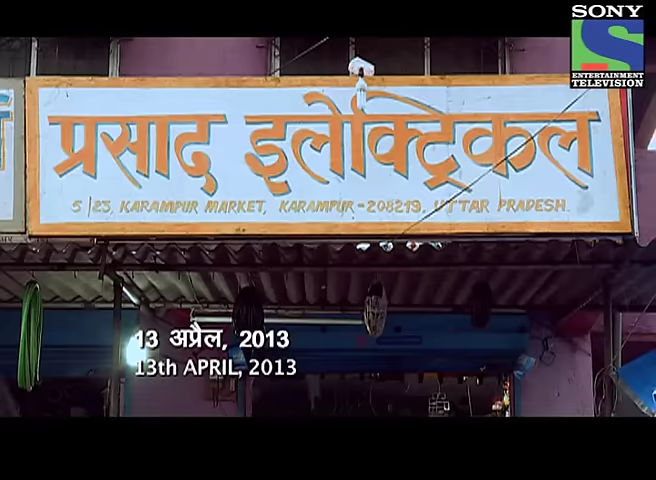 SONY
ENTERTAINMENT
TELEVISION
प्रसाद इलेक्ट्रिकल
S/23, KARAMPUR MARKET, KARAMPUR-208219, UTTAR PRADESH.
13 अप्रैल, 2013
13th APRIL, 2013